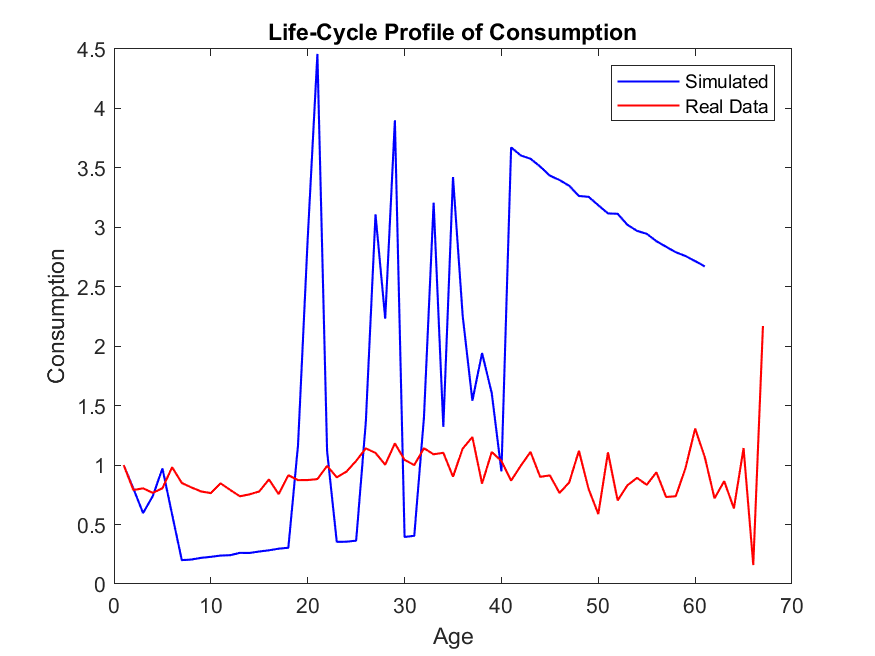 Life-Cycle Profile of Consumption
Simulated
Real Data
4.5
4
3.5
3
2.5
2
1.5
1
0.5
0
Consumption
0 10 20 30 40 50 60 70
Age